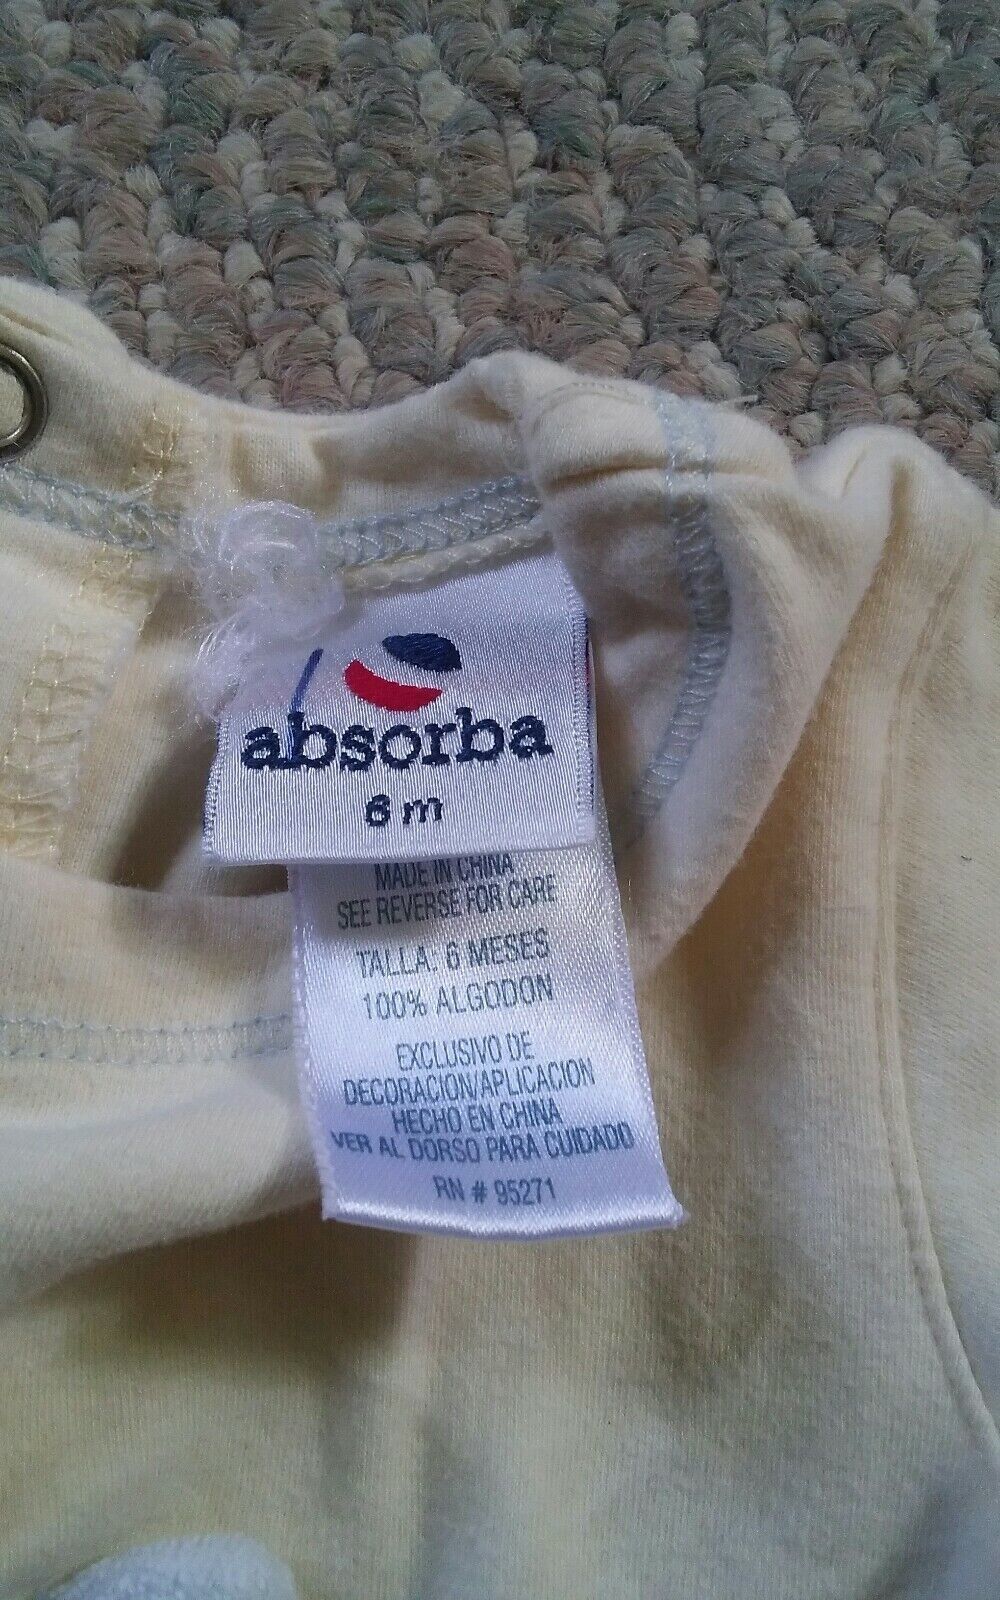 absorba
6m
MADE IN CHINA
SEE REVERSE FOR CARE
TALLA: 6 MESES
100% ALGODON
EXCLUSIVO DE
DECORACION/APLICACION
HECHO EN CHINA
VER AL DORSO PARA CUIDADO
RN # 95271